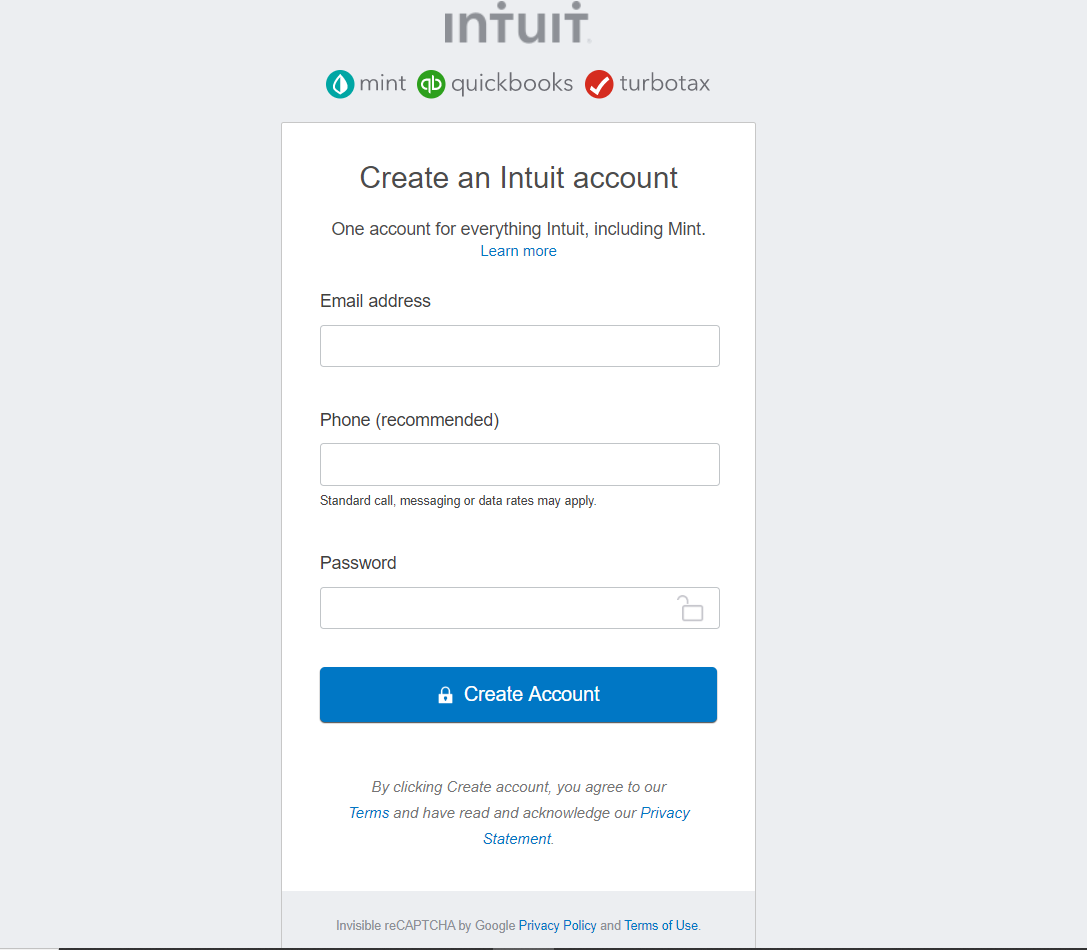 intuit.
mint qb quickbooks turbotax
Create an Intuit account
One account for everything Intuit, including Mint.
Learn more
Email address
Phone (recommended)
Standard call, messaging or data rates may apply.
Password
Create Account
By clicking Create account, you agree to our
Terms and have read and acknowledge our Privacy
Statement.
Invisible reCAPTCHA by Google Privacy Policy and Terms of Use.